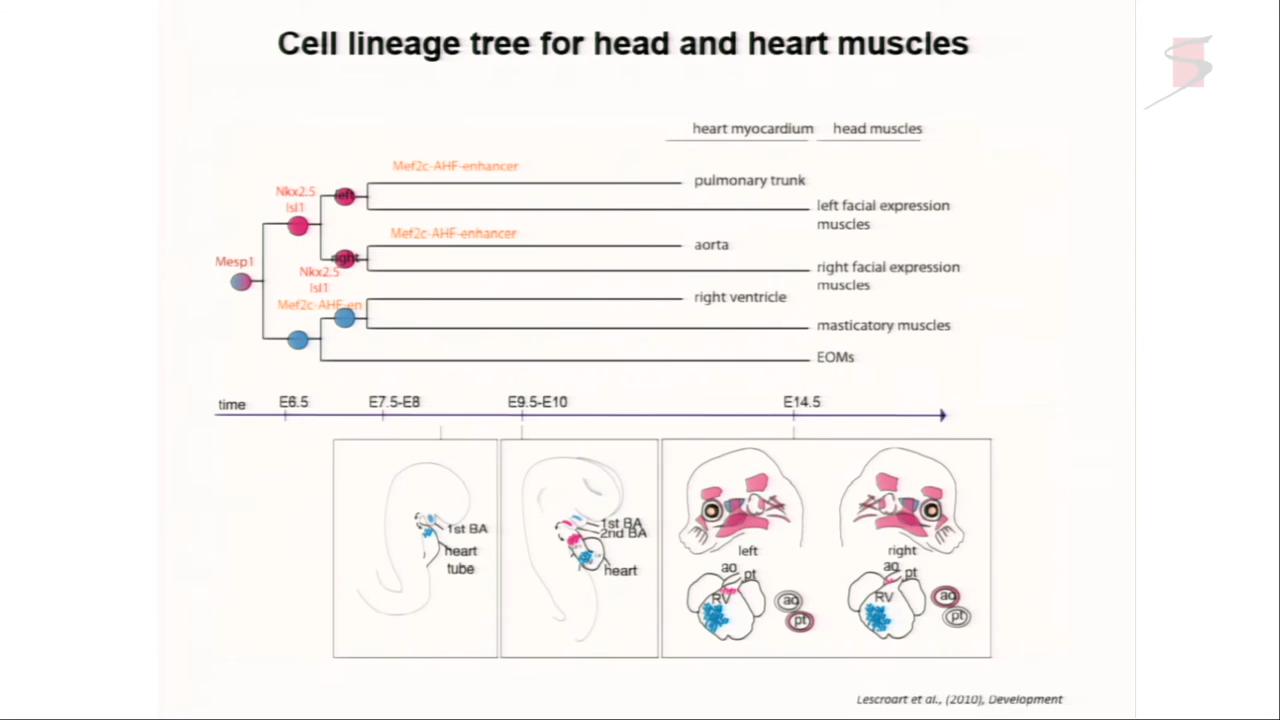 Cell lineage tree for head and heart muscles
heart myocardium head muscles
Mef2c-AHF-enhancer
pulmonary trunk
Nkx2.5
Isl1
left
left facial expression
muscles
Mef2c-AHF-enhancer
aorta
Mesp1
right
right facial expression
muscles
Nkx2.5
Isl1
Mef2c-AHF-en
right ventricle
masticatory muscles
EOMs
time E6.5 E7.5-E8 E9.5-E10 E14.5
1st BA
heart
tube
1st BA
2nd BA
heart
left
ao
pt
RV
ao
pt
right
ao
pt
RV
ao
pt
Lescroart et al., (2010), Development